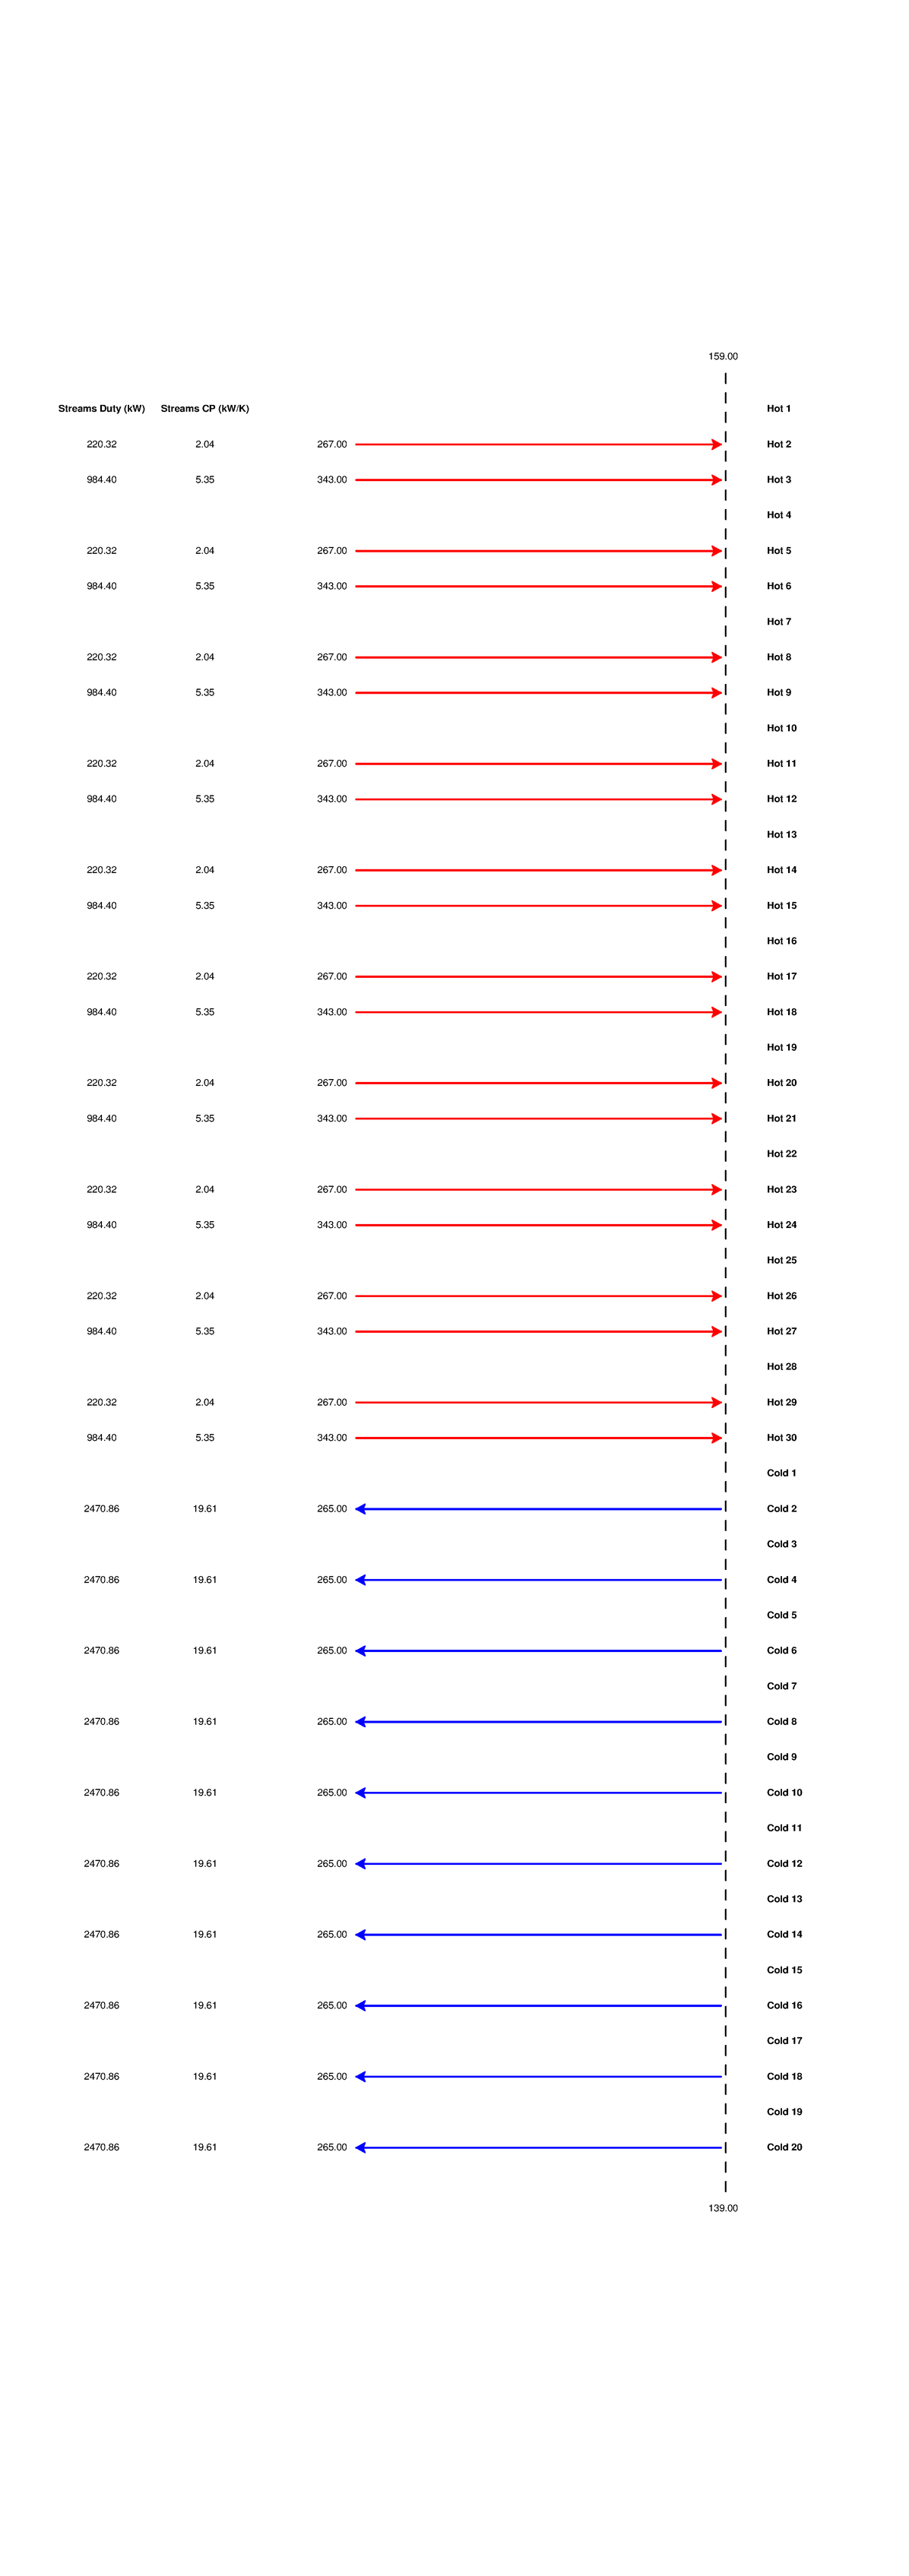 159.00
Streams Duty (kW) Streams CP (kW/K) Hot 1
220.32 2.04 267.00 Hot 2
984.40 5.35 343.00 Hot 3
Hot 4
220.32 2.04 267.00 Hot 5
984.40 5.35 343.00 Hot 6
Hot 7
220.32 2.04 267.00 Hot 8
984.40 5.35 343.00 Hot 9
Hot 10
220.32 2.04 267.00 Hot 11
984.40 5.35 343.00 Hot 12
Hot 13
220.32 2.04 267.00 Hot 14
984.40 5.35 343.00 Hot 15
Hot 16
220.32 2.04 267.00 Hot 17
984.40 5.35 343.00 Hot 18
Hot 19
220.32 2.04 267.00 Hot 20
984.40 5.35 343.00 Hot 21
Hot 22
220.32 2.04 267.00 Hot 23
984.40 5.35 343.00 Hot 24
Hot 25
220.32 2.04 267.00 Hot 26
984.40 5.35 343.00 Hot 27
Hot 28
220.32 2.04 267.00 Hot 29
984.40 5.35 343.00 Hot 30
Cold 1
2470.86 19.61 265.00 Cold 2
Cold 3
2470.86 19.61 265.00 Cold 4
Cold 5
2470.86 19.61 265.00 Cold 6
Cold 7
2470.86 19.61 265.00 Cold 8
Cold 9
2470.86 19.61 265.00 Cold 10
Cold 11
2470.86 19.61 265.00 Cold 12
Cold 13
2470.86 19.61 265.00 Cold 14
Cold 15
2470.86 19.61 265.00 Cold 16
Cold 17
2470.86 19.61 265.00 Cold 18
Cold 19
2470.86 19.61 265.00 Cold 20
139.00